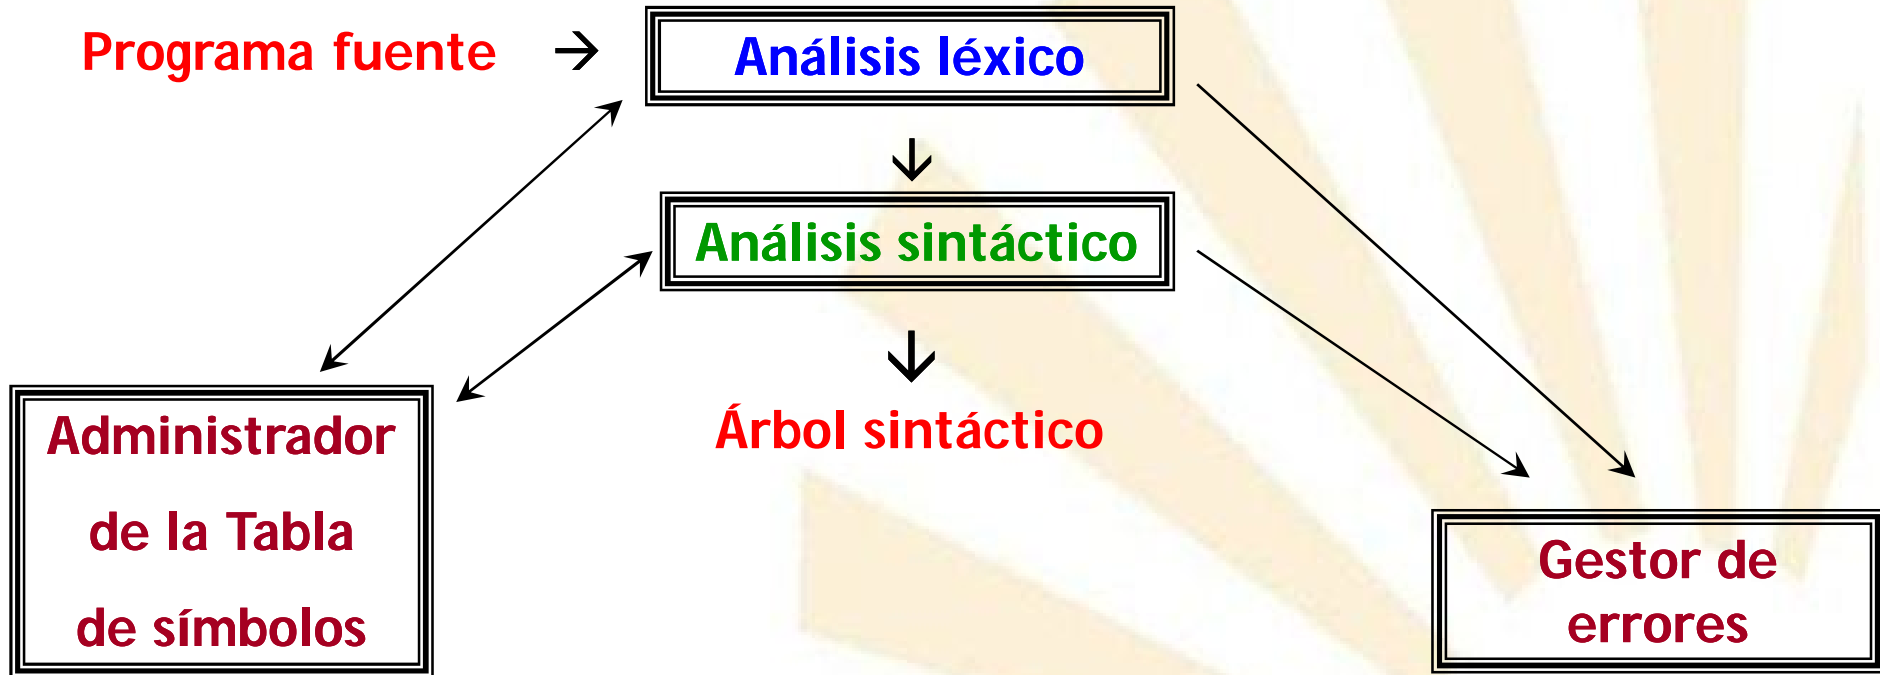 Programa fuente → Análisis léxico
Análisis sintáctico
Árbol sintáctico
Administrador
de la Tabla
de símbolos
Gestor de
errores